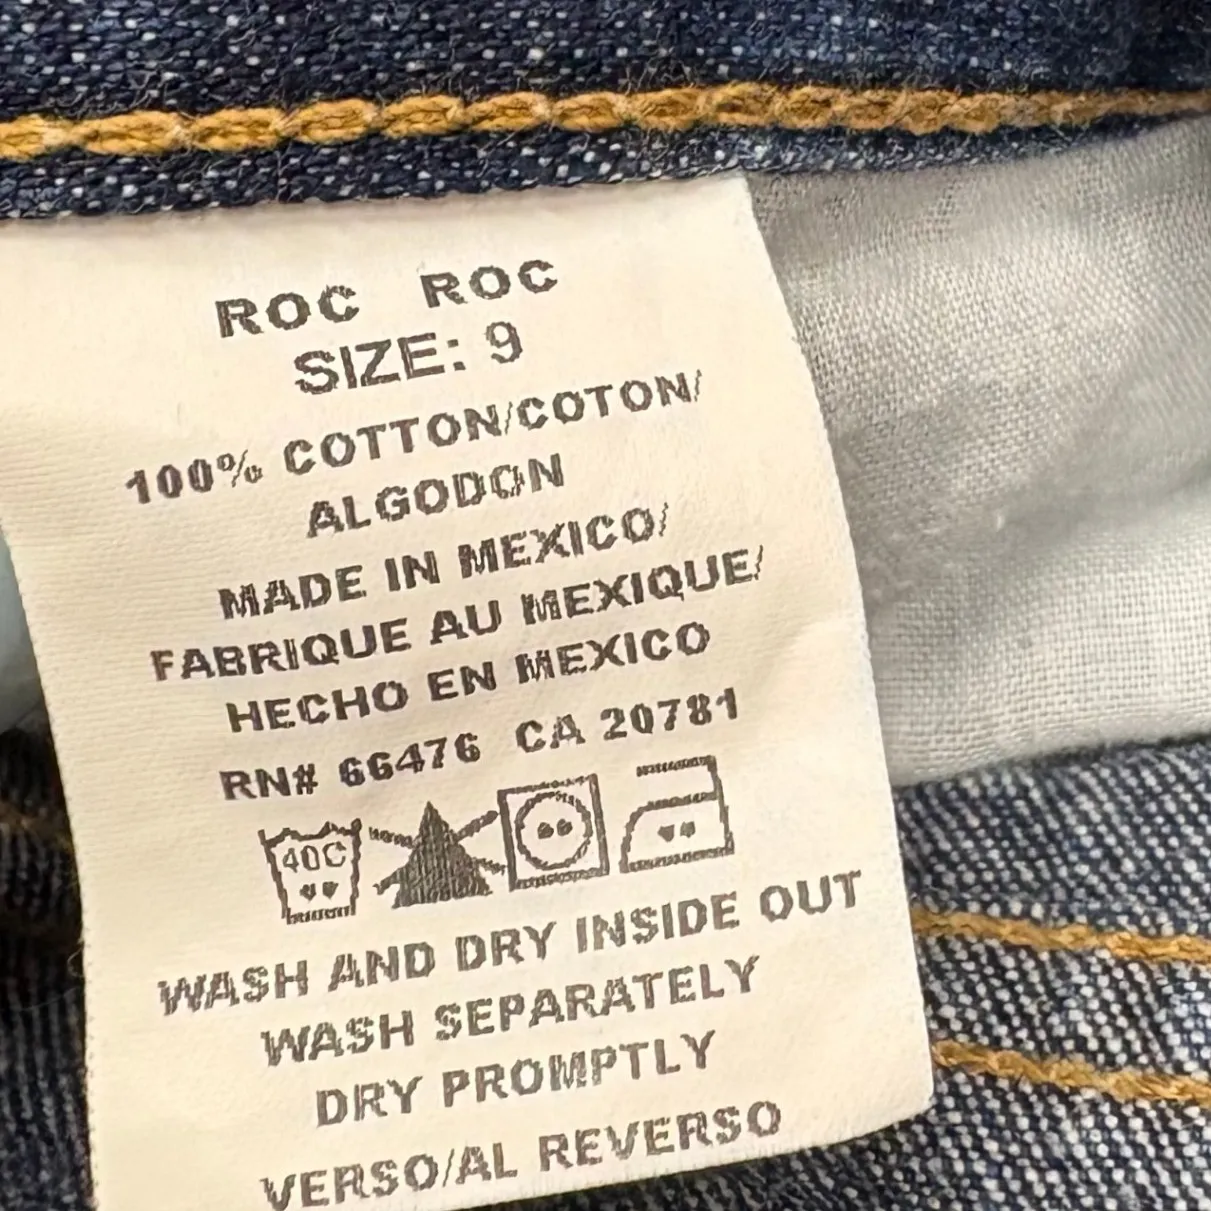 ROC ROC
SIZE: 9
100% COTTON/COTON/
ALGODON
MADE IN MEXICO/
FABRIQUE AU MEXIQUE/
HECHO EN MEXICO
RN# 66476 CA 20781
40C
WASH AND DRY INSIDE OUT
WASH SEPARATELY
DRY PROMPTLY
VERSO/AL REVERSO